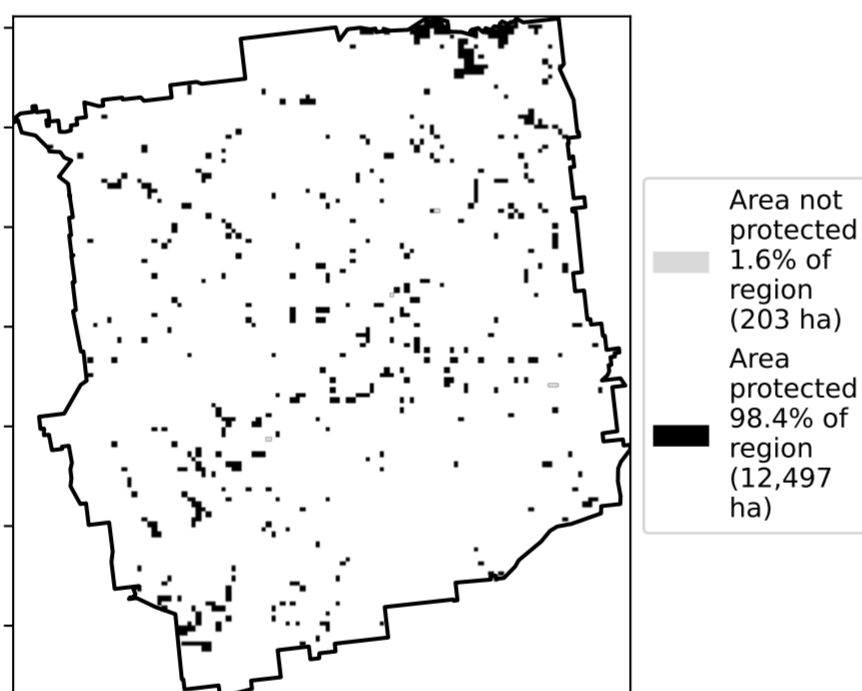 Area not
protected
1.6% of
region
(203 ha)
Area
protected
98.4% of
region
(12,497
ha)